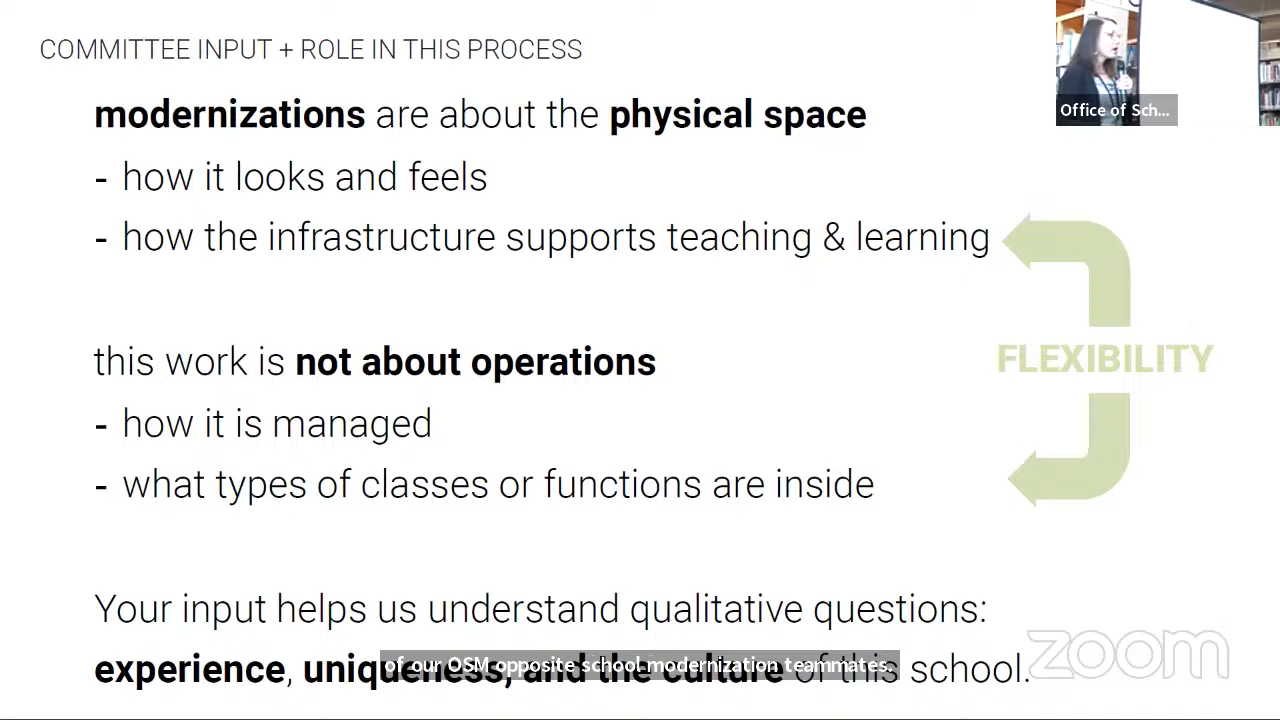 COMMITTEE INPUT + ROLE IN THIS PROCESS
Office of Sch...
modernizations are about the physical space
- how it looks and feels
- how the infrastructure supports teaching & learning
this work is not about operations
FLEXIBILITY
- how it is managed
- what types of classes or functions are inside
Your input helps us understand qualitative questions:
experience, uniqueness, and the culture of this school.
of our OSM opposite school modernization teammates.
zoom